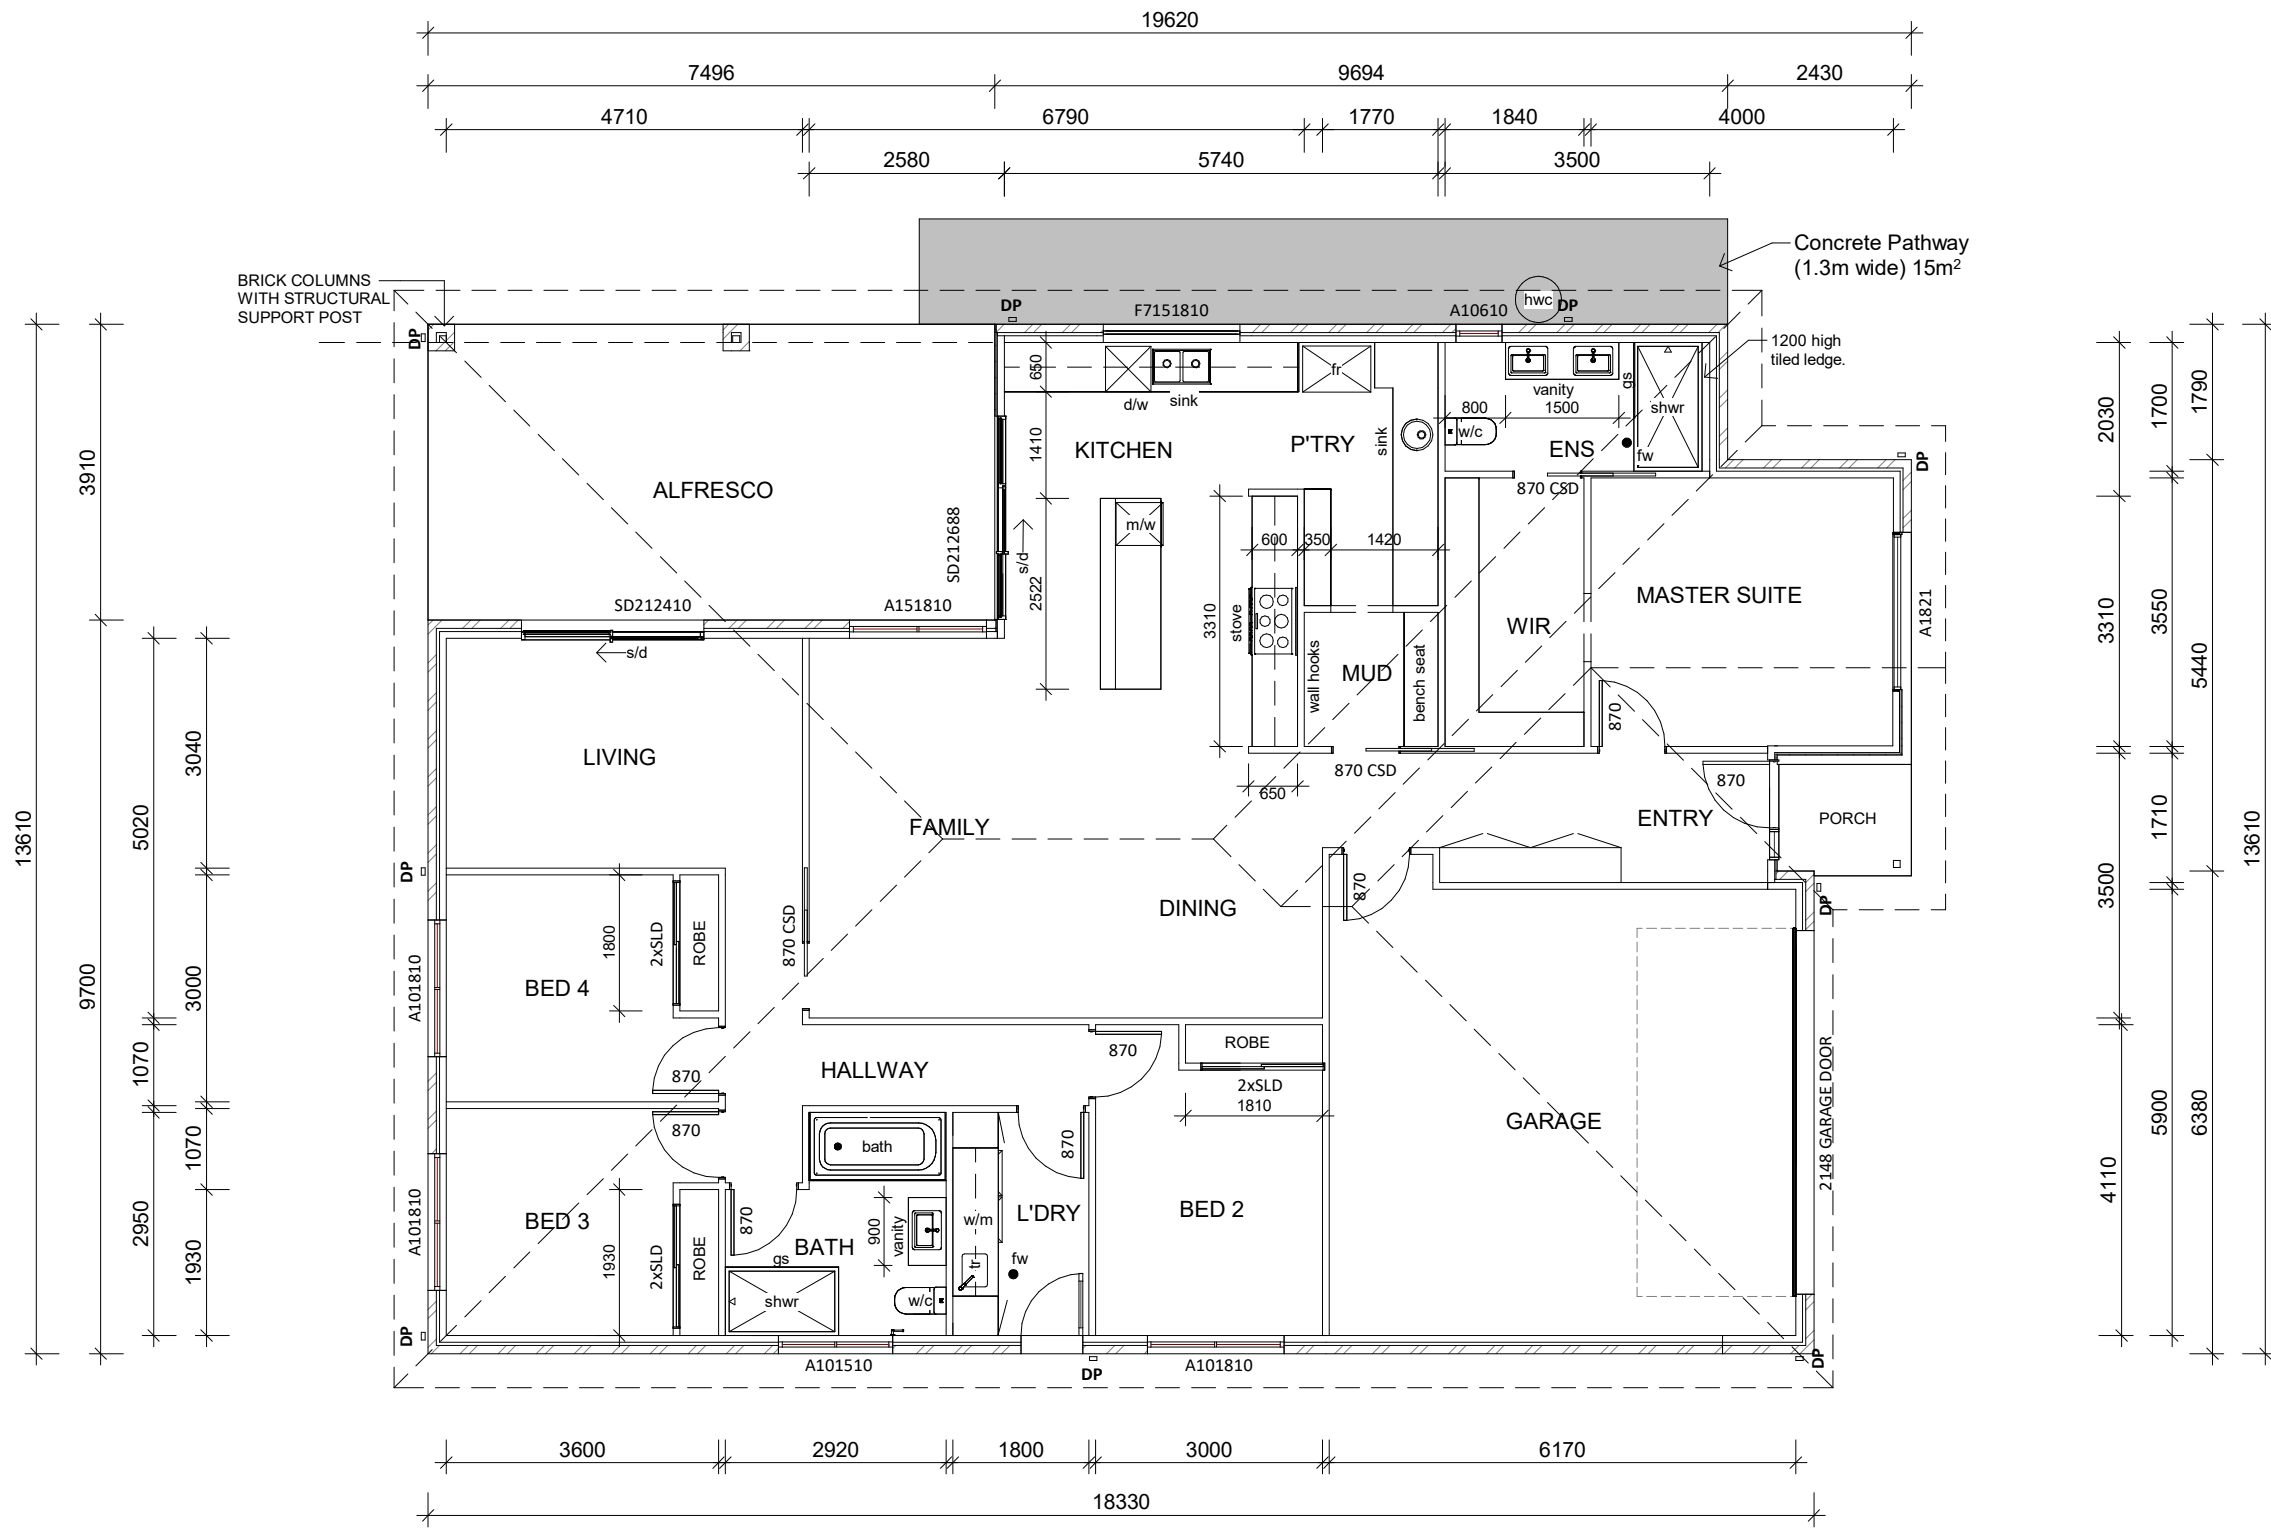 19620
7496 9694 2430
4710 6790 1770 1840 4000
2580 5740 3500
Concrete Pathway
(1.3m wide) 15m²
BRICK COLUMNS
WITH STRUCTURAL
SUPPORT POST
DP
DP
F7151810
A10610
hwc
DP
1200 high
tiled ledge.
650
fr
d/w
sink
vanity
gs
shwr
800
1500
w/c
ENS
fw
DP
KITCHEN
P'TRY
sink
1410
870 CSD
ALFRESCO
SD212688
s/d
m/w
2522
600
350
1420
3310
stove
SD212410
A151810
s/d
wall hooks
MUD
bench seat
WIR
MASTER SUITE
A1821
870
LIVING
870 CSD
650
870
FAMILY
ENTRY
PORCH
DP
870
DP
DINING
870 CSD
1800
2xSLD
ROBE
BED 4
A101810
870
HALLWAY
870
ROBE
2xSLD
1810
GARAGE
2148 GARAGE DOOR
870
bath
870
A101810
BED 3
1930
2xSLD
ROBE
870
BATH
gs
shwr
900
vanity
w/c
w/m
tr
L'DRY
fw
BED 2
DP
A101510
DP
A101810
DP
13610
3910
9700
5020
1070
2950
3040
3000
1070
1930
2030
3310
3500
4110
1700
3550
1710
5900
1790
5440
6380
13610
3600 2920 1800 3000 6170
18330